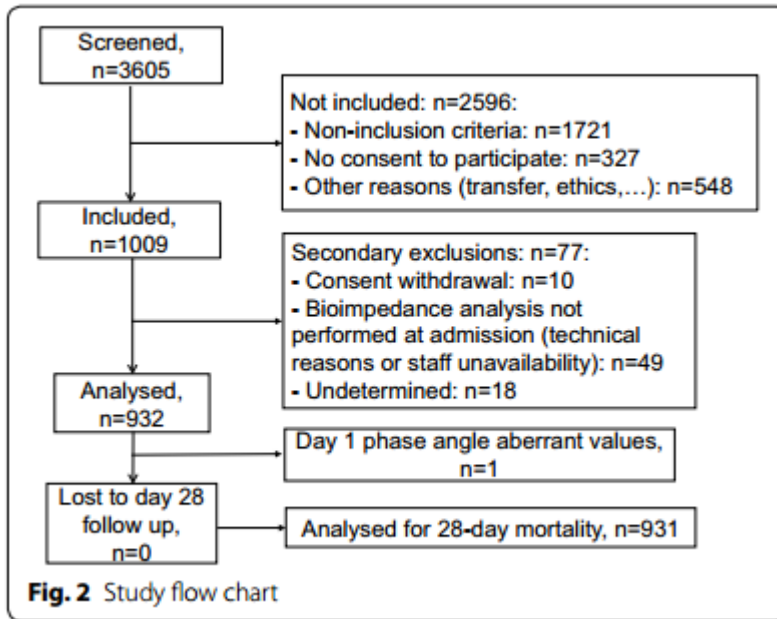 Screened,
n=3605
Not included: n=2596:
- Non-inclusion criteria: n=1721
- No consent to participate: n=327
- Other reasons (transfer, ethics,…): n=548
Included,
n=1009
Secondary exclusions: n=77:
- Consent withdrawal: n=10
- Bioimpedance analysis not
performed at admission (technical
reasons or staff unavailability): n=49
- Undetermined: n=18
Analysed,
n=932
Day 1 phase angle aberrant values,
n=1
Lost to day 28
follow up,
n=0
Analysed for 28-day mortality, n=931
Fig. 2 Study flow chart